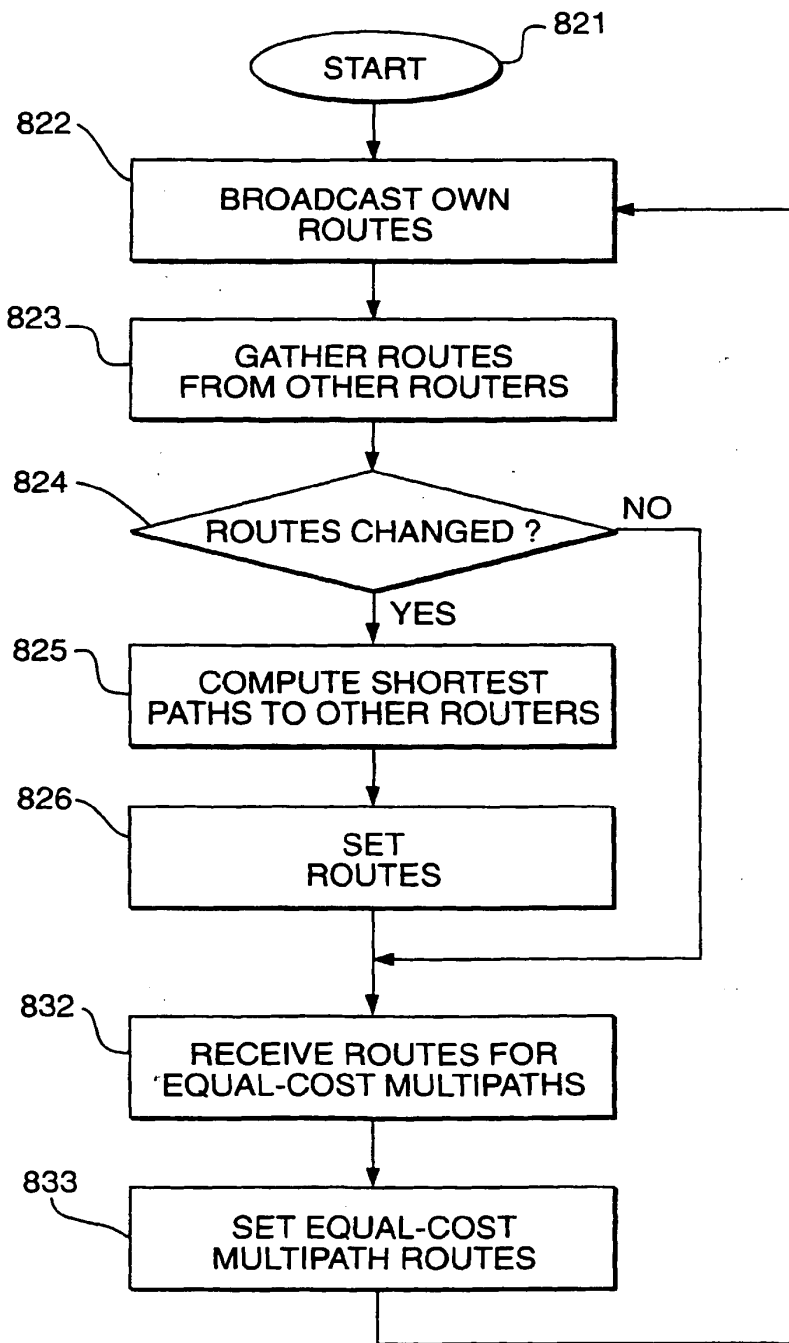 821
START
822
BROADCAST OWN
ROUTES
823
GATHER ROUTES
FROM OTHER ROUTERS
824
ROUTES CHANGED ?
NO
YES
825
COMPUTE SHORTEST
PATHS TO OTHER ROUTERS
826
SET
ROUTES
832
RECEIVE ROUTES FOR
EQUAL-COST MULTIPATHS
833
SET EQUAL-COST
MULTIPATH ROUTES